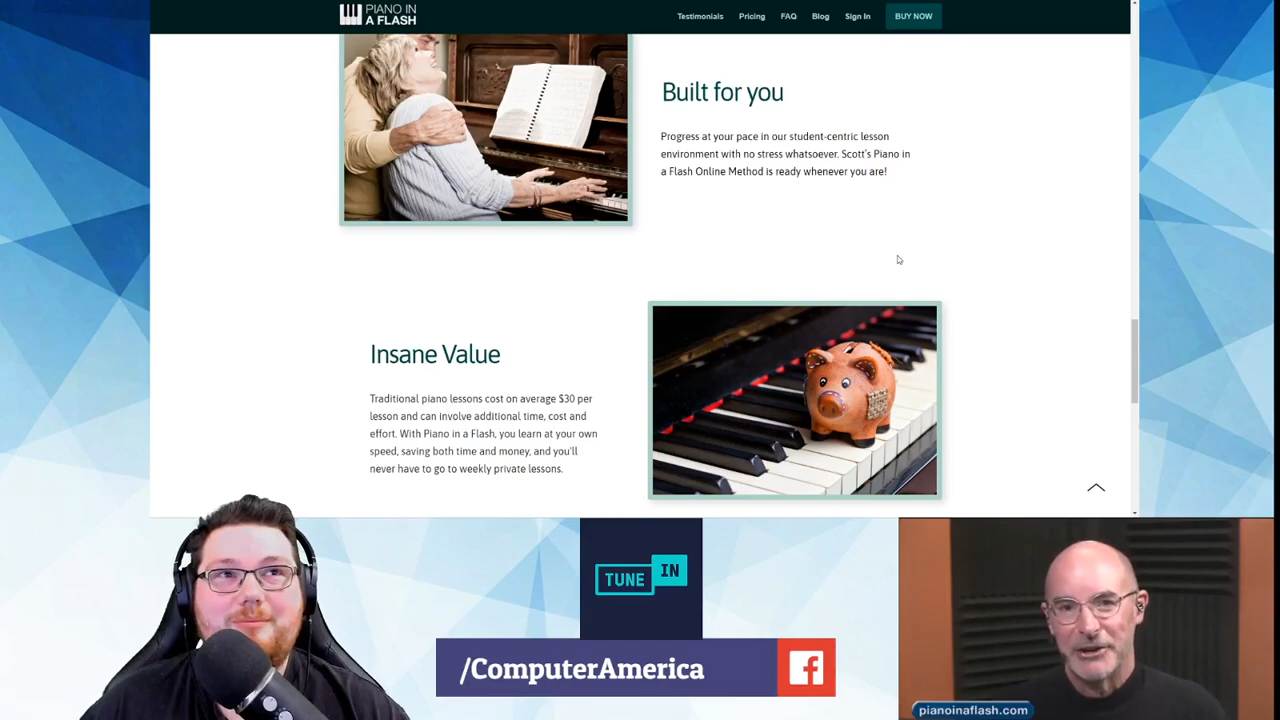 PIANO IN
A FLASH
Testimonials Pricing FAQ Blog Sign In BUY NOW
Built for you
Progress at your pace in our student-centric lesson
environment with no stress whatsoever. Scott's Piano in
a Flash Online Method is ready whenever you are!
Insane Value
Traditional piano lessons cost on average $30 per
lesson and can involve additional time, cost and
effort. With Piano in a Flash, you learn at your own
speed, saving both time and money, and you'll
never have to go to weekly private lessons.
TUNE IN
/ComputerAmerica
pianoinaflash.com